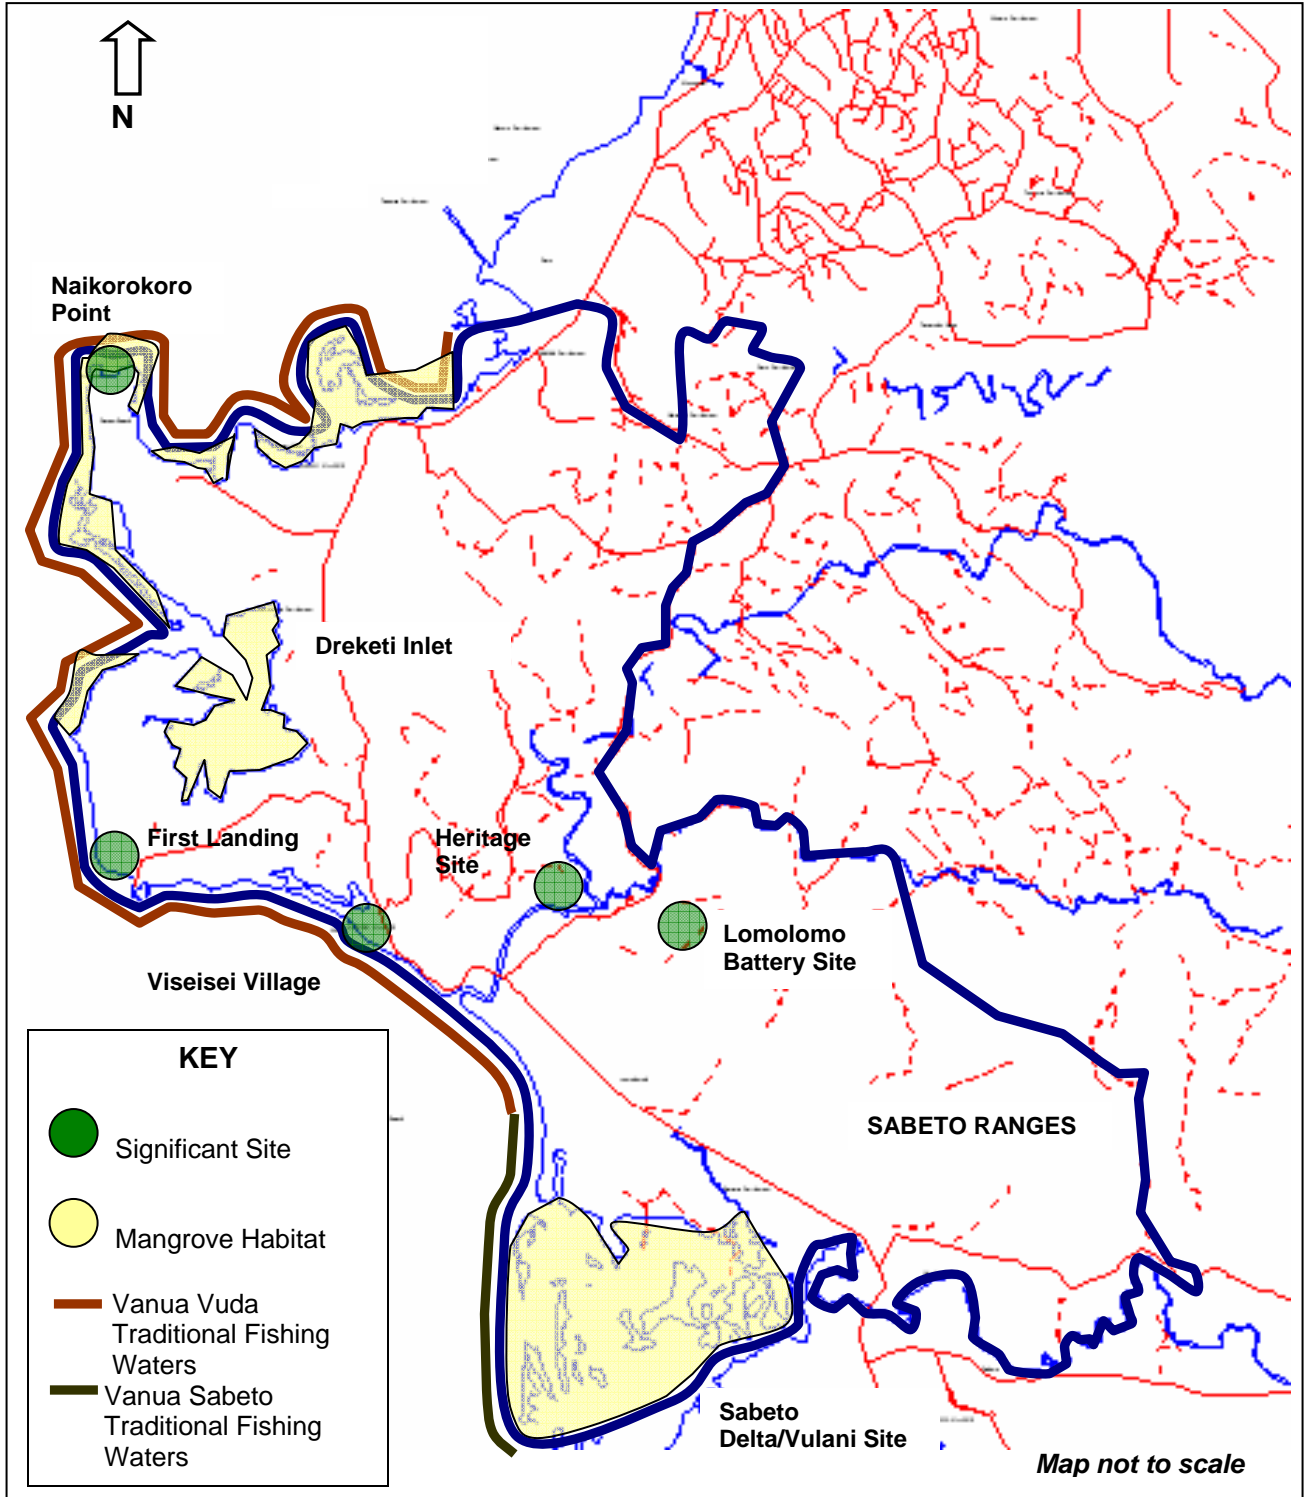 N
Naikorokoro
Point
Dreketi Inlet
First Landing
Heritage
Site
Lomolomo
Battery Site
Viseisei Village
KEY
Significant Site
Mangrove Habitat
Vanua Vuda
Traditional Fishing
Waters
Vanua Sabeto
Traditional Fishing
Waters
SABETO RANGES
Sabeto
Delta/Vulani Site
Map not to scale